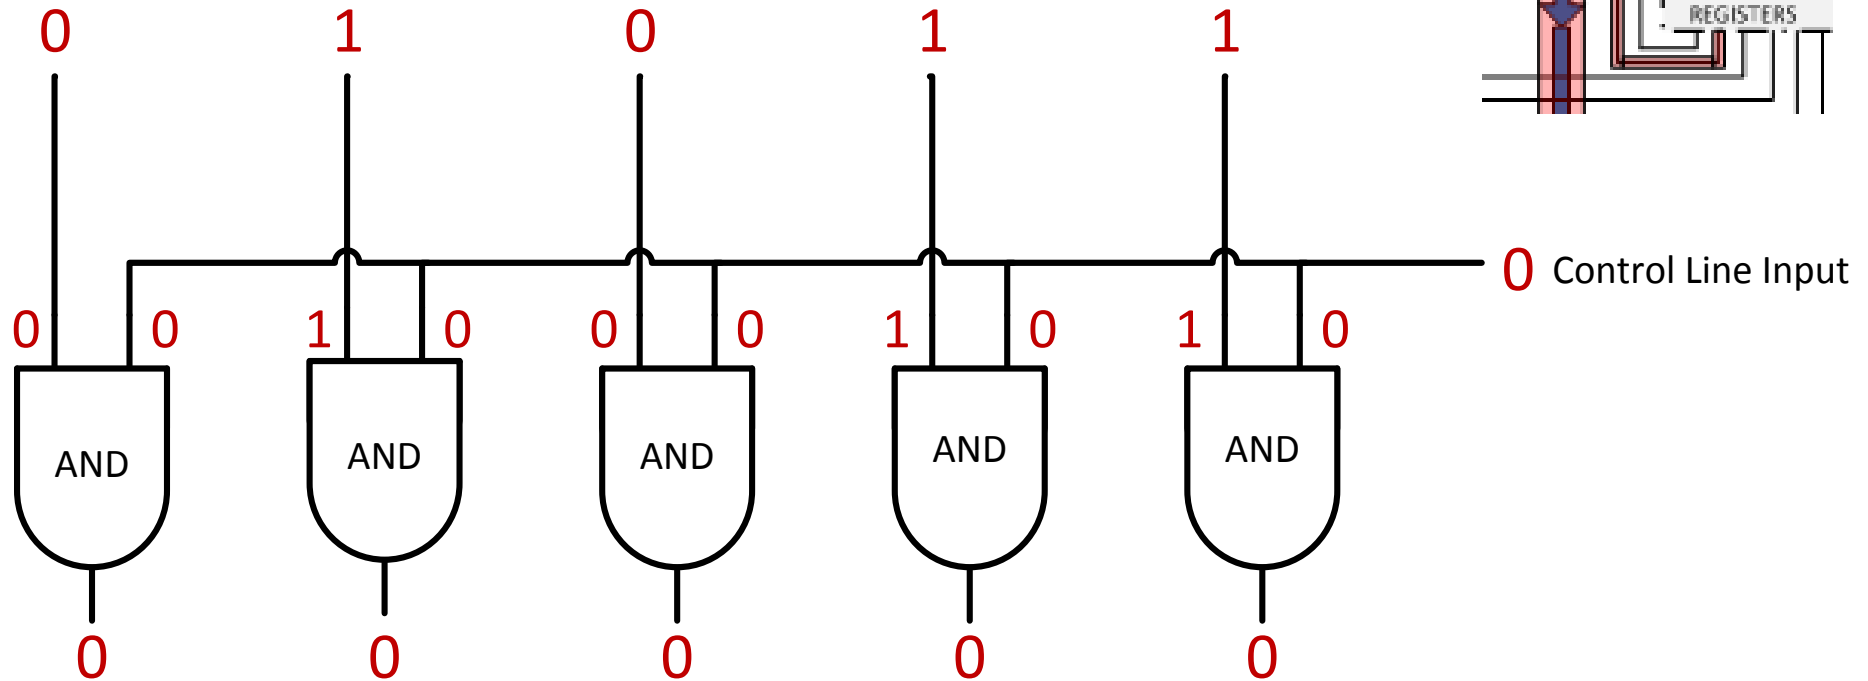 0 1 0 1 1
REGISTERS
0 Control Line Input
0 0 1 0 0 0 1 0 1 0
AND AND AND AND AND
0 0 0 0 0